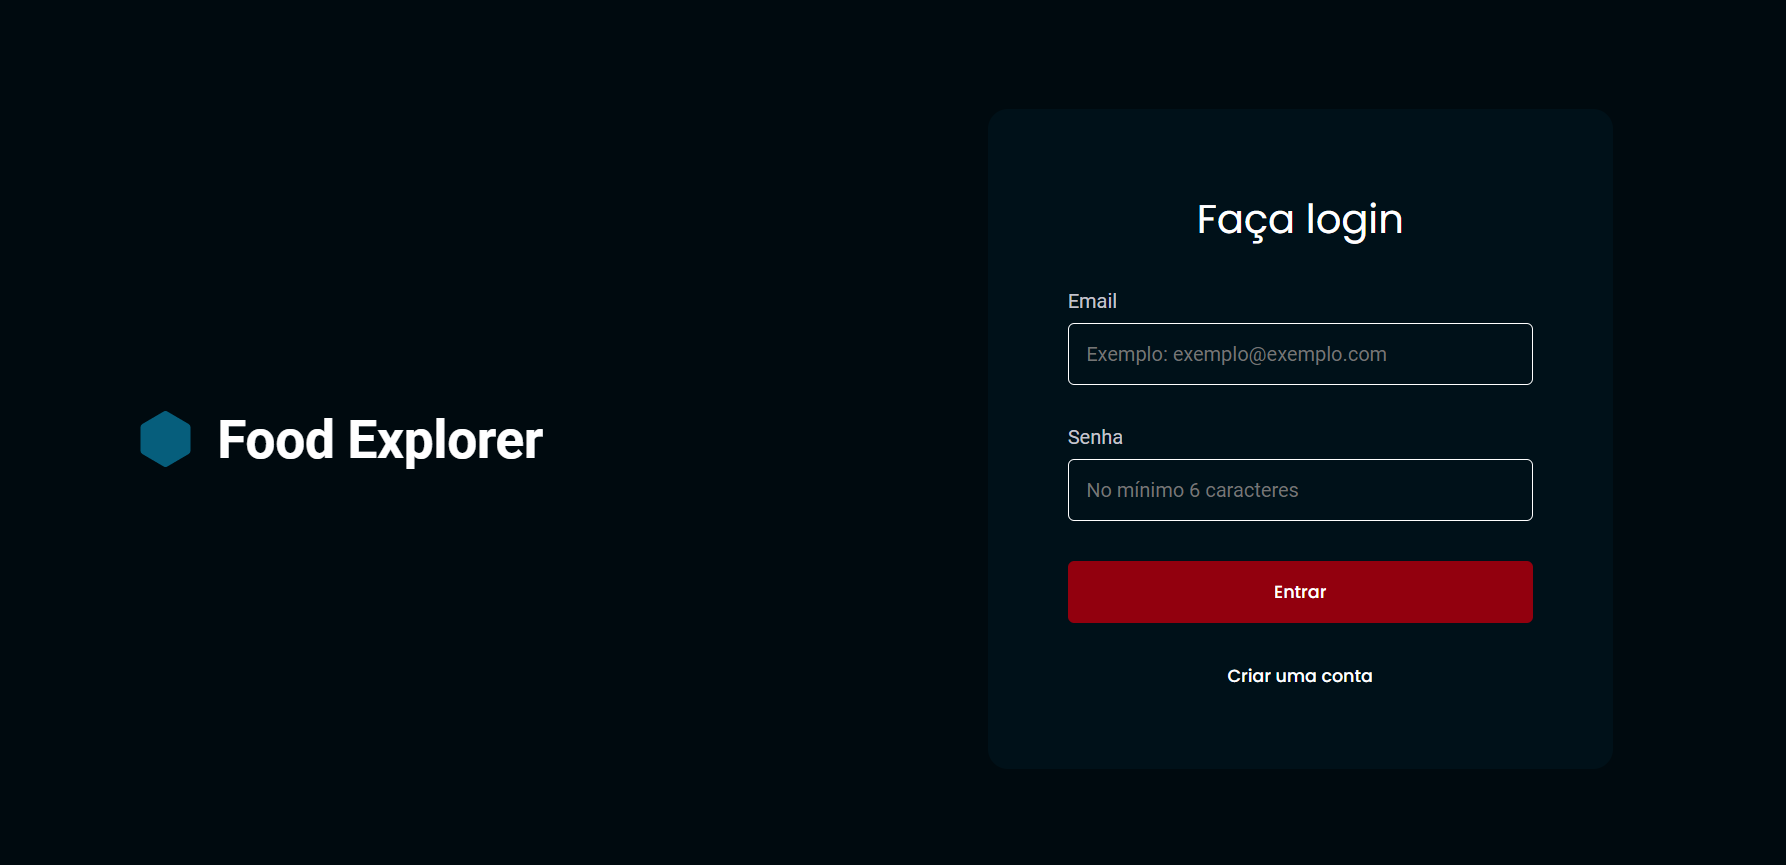 Food Explorer
Faça login
Email
Exemplo: exemplo@exemplo.com
Senha
No mínimo 6 caracteres
Entrar
Criar uma conta